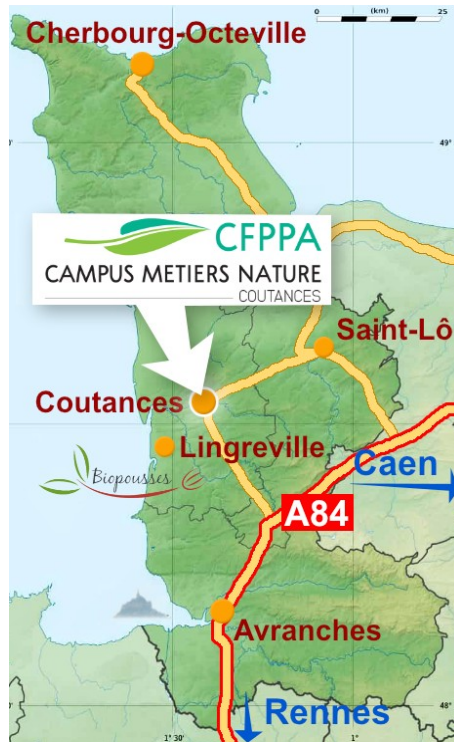 0 (km) 25
Cherbourg-Octeville
49°
CFPPA
CAMPUS METIERS NATURE
COUTANCES
Saint-Lô
Coutances
Lingreville
Biopousses
Caen
A84
Avranches
48°
Rennes
1° 30'
1°